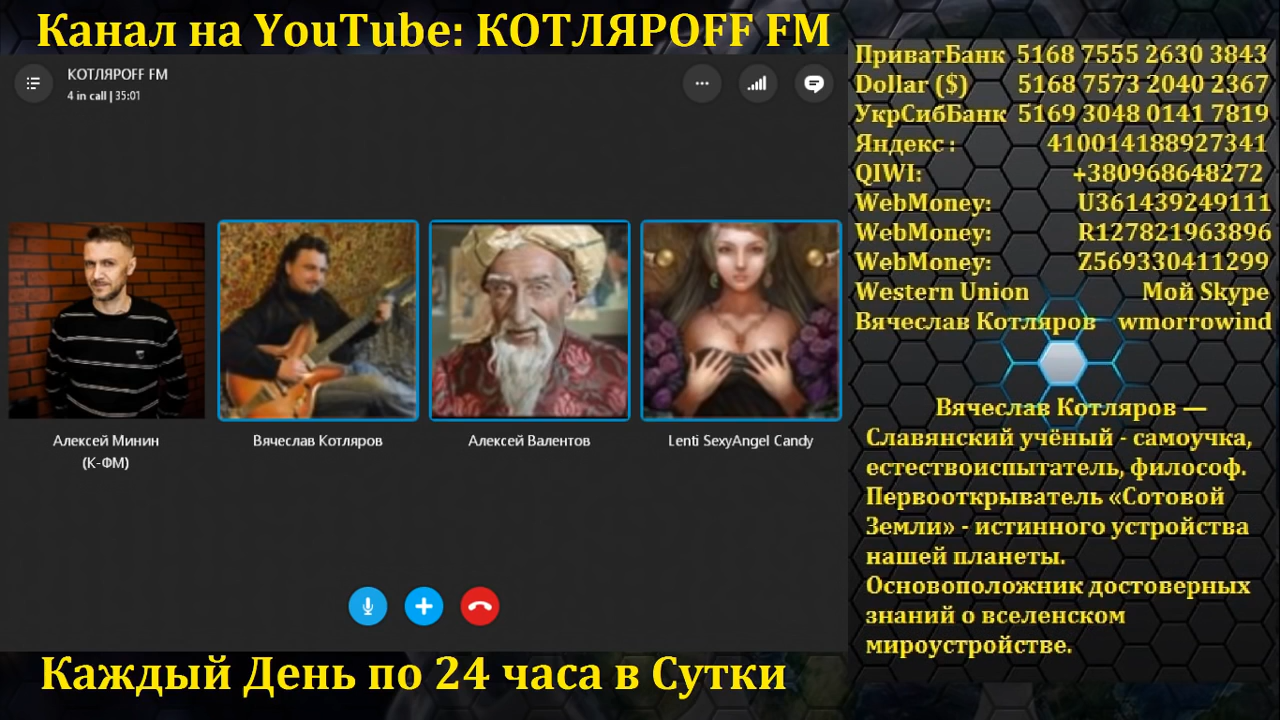 Канал на YouTube: КОТЛЯРОFF FM
КОТЛЯРОFF FM
4 in call | 35:01
Алексей Минин
(К-ФМ)
Вячеслав Котляров
Алексей Валентов
Lenti SexyAngel Candy
Каждый День по 24 часа в Сутки
ПриватБанк 5168 7555 2630 3843
Dollar ($) 5168 7573 2040 2367
УкрСибБанк 5169 3048 0141 7819
Яндекс : 410014188927341
QIWI: +380968648272
WebMoney: U361439249111
WebMoney: R127821963896
WebMoney: Z569330411299
Western Union Мой Skype
Вячеслав Котляров wmorrowind
Вячеслав Котляров —
Славянский учёный - самоучка,
естествоиспытатель, философ.
Первооткрыватель «Сотовой
Земли» - истинного устройства
нашей планеты.
Основоположник достоверных
знаний о вселенском
мироустройстве.